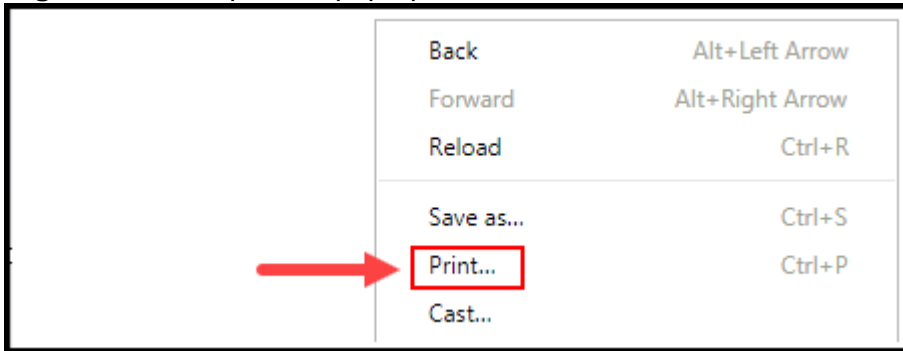 Back Alt+Left Arrow
Forward Alt+Right Arrow
Reload Ctrl+R
Save as... Ctrl+S
Print... Ctrl+P
Cast...